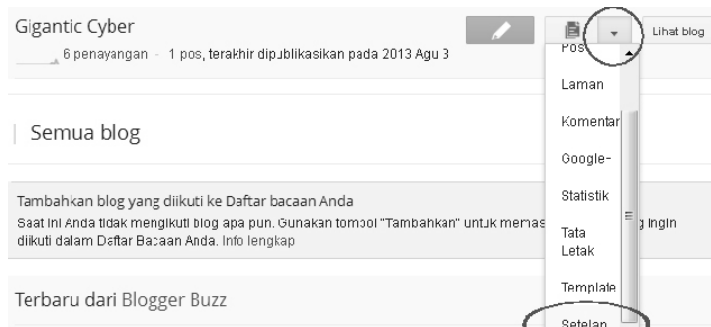 Gigantic Cyber
Lihat blog
6 penayangan - 1 pos, terakhir dipublikasikan pada 2013 Agu 3
Pos
Laman
Semua blog
Komentar
Google-
Tambahkan blog yang diikuti ke Daftar bacaan Anda
Statistik
Saat Ini Anda tidak mengikuti blog apa pun. Gunakan tombol "Tambahkan" untuk memas
g ingin
diikuti dalam Daftar Bacaan Anda. Info lengkap
Tata
Letak
Template
Terbaru dari Blogger Buzz
Setelan